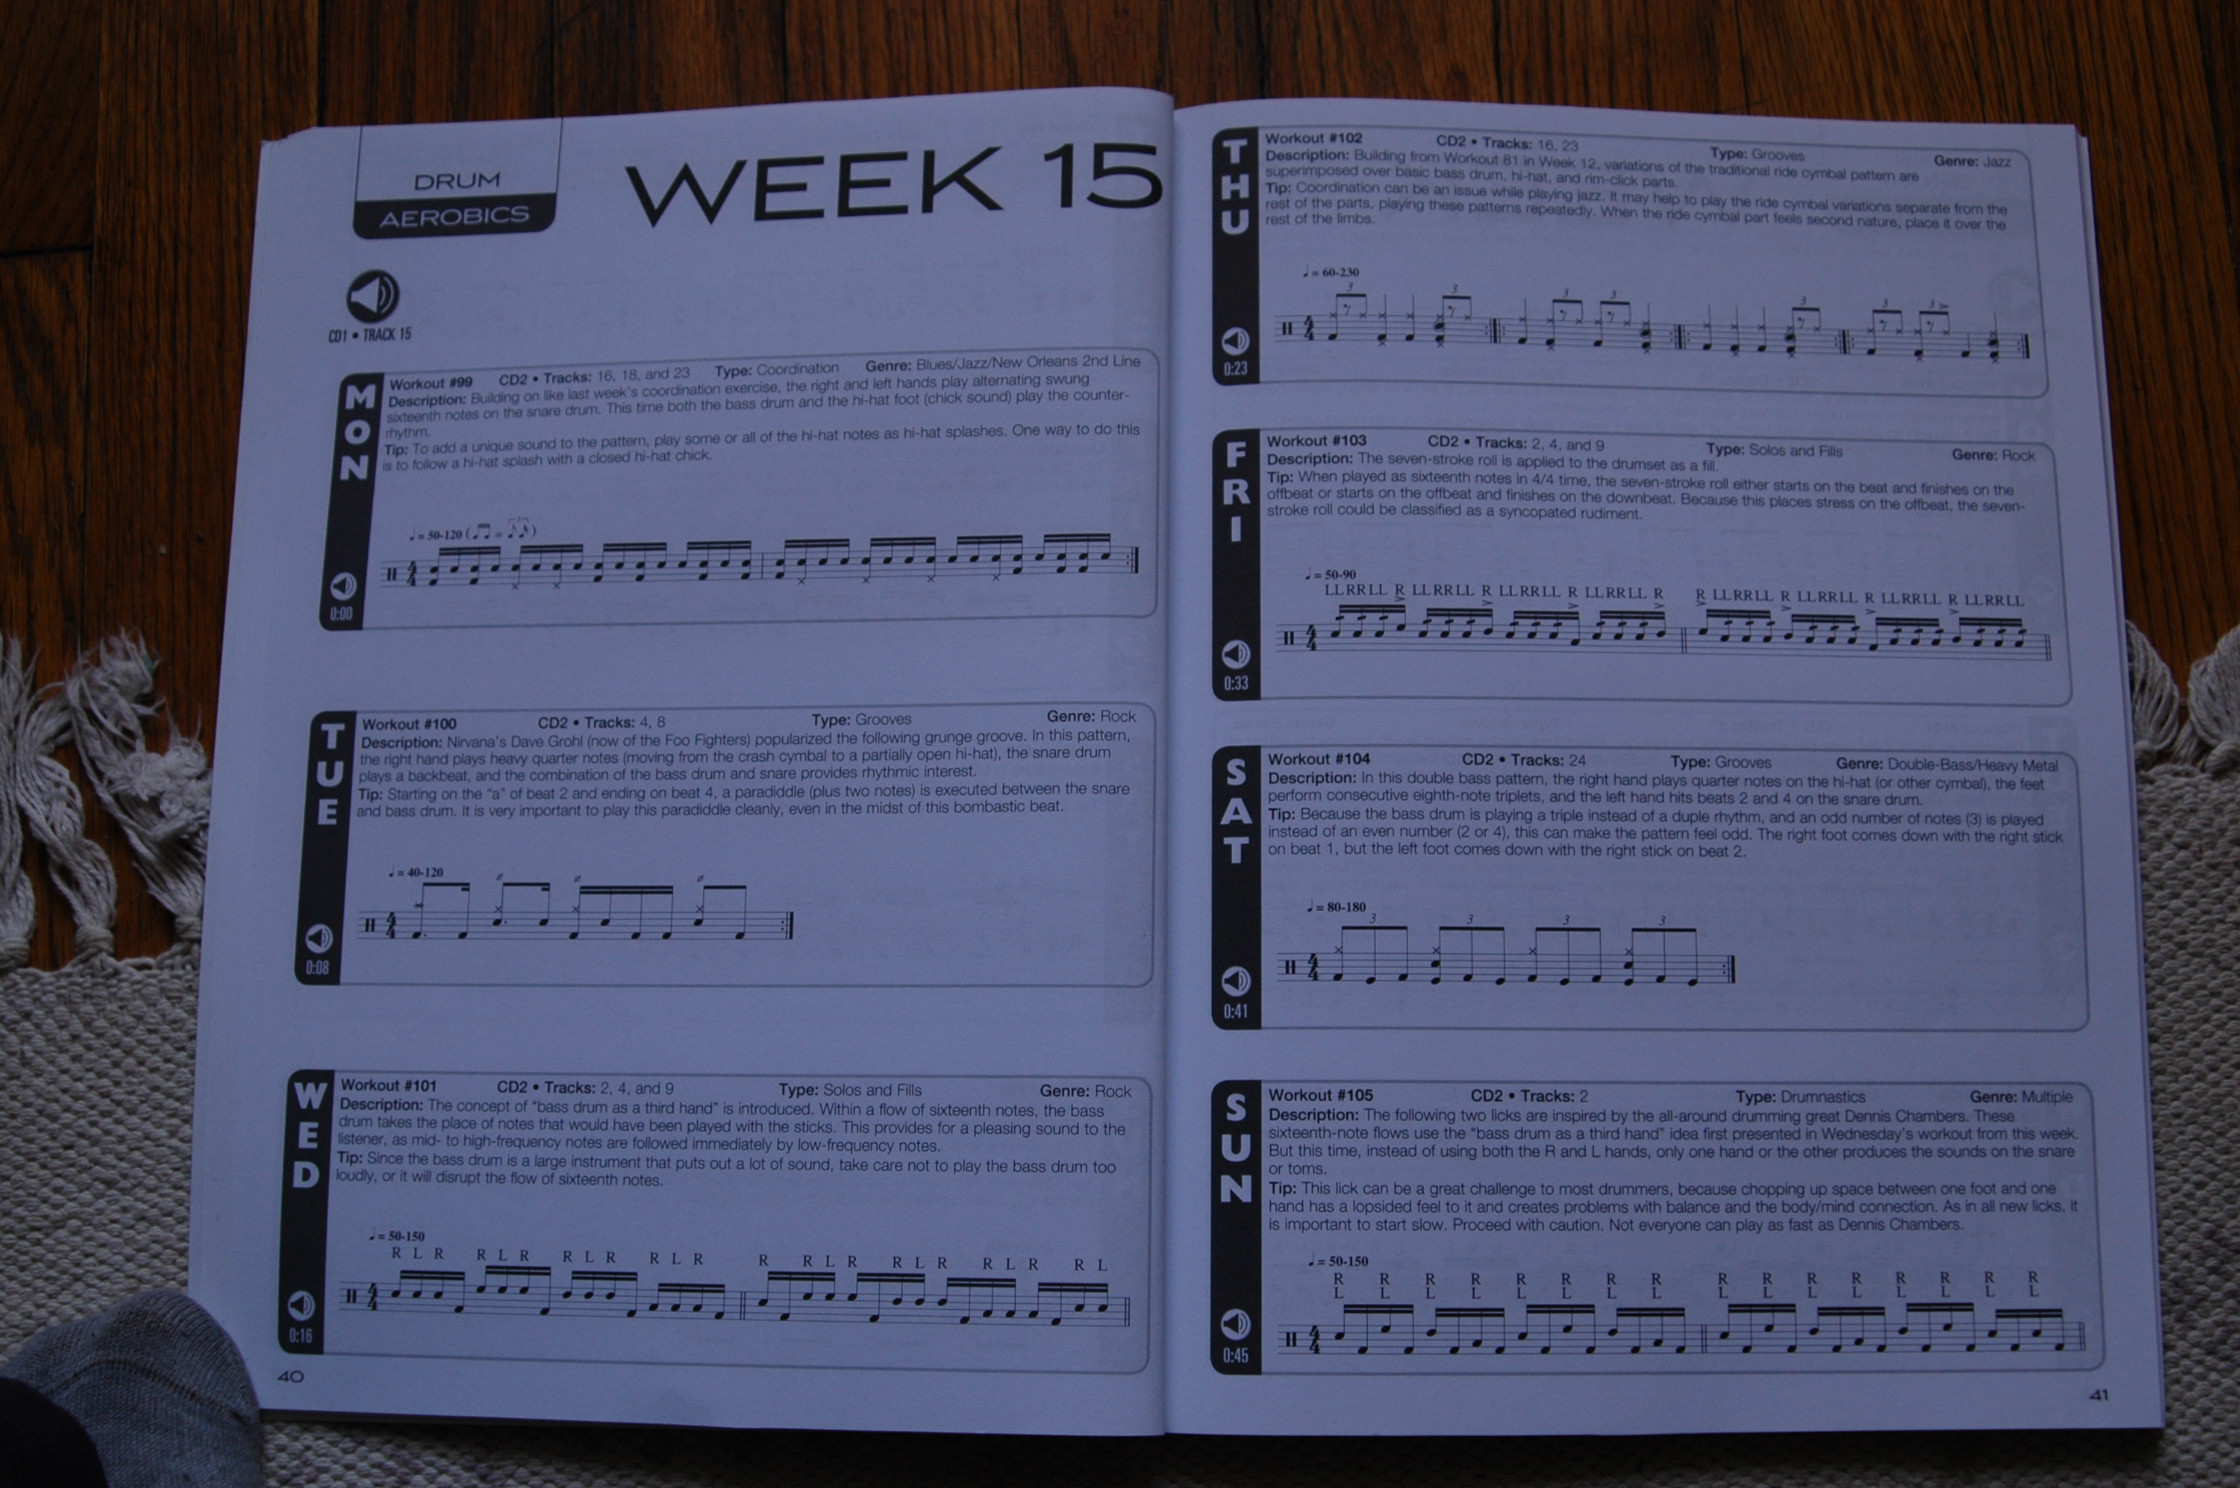 DRUM
AEROBICS
WEEK 15
CD1 • TRACK 15
MON
Workout #99 CD2 • Tracks: 16, 18, and 23 Type: Coordination Genre: Blues/Jazz/New Orleans 2nd Line
Description: Building on like last week's coordination exercise, the right and left hands play alternating swung
sixteenth notes on the snare drum. This time both the bass drum and the hi-hat foot (chick sound) play the counter-
rhythm.
Tip: To add a unique sound to the pattern, play some or all of the hi-hat notes as hi-hat splashes. One way to do this
is to follow a hi-hat splash with a closed hi-hat chick.
♩ = 50-120 (♫ = ♪♪)
0:00
TUE
Workout #100 CD2 • Tracks: 4, 8 Type: Grooves Genre: Rock
Description: Nirvana's Dave Grohl (now of the Foo Fighters) popularized the following grunge groove. In this pattern,
the right hand plays heavy quarter notes (moving from the crash cymbal to a partially open hi-hat), the snare drum
plays a backbeat, and the combination of the bass drum and snare provides rhythmic interest.
Tip: Starting on the "a" of beat 2 and ending on beat 4, a paradiddle (plus two notes) is executed between the snare
and bass drum. It is very important to play this paradiddle cleanly, even in the midst of this bombastic beat.
♩ = 40-120
0:08
WED
Workout #101 CD2 • Tracks: 2, 4, and 9 Type: Solos and Fills Genre: Rock
Description: The concept of "bass drum as a third hand" is introduced. Within a flow of sixteenth notes, the bass
drum takes the place of notes that would have been played with the sticks. This provides for a pleasing sound to the
listener, as mid- to high-frequency notes are followed immediately by low-frequency notes.
Tip: Since the bass drum is a large instrument that puts out a lot of sound, take care not to play the bass drum too
loudly, or it will disrupt the flow of sixteenth notes.
♩ = 50-150
R L R R L R R L R R L R R R L R R L R R L R R L
0:16
40
THU
Workout #102 CD2 • Tracks: 16, 23 Type: Grooves Genre: Jazz
Description: Building from Workout 81 in Week 12, variations of the traditional ride cymbal pattern are
superimposed over basic bass drum, hi-hat, and rim-click parts.
Tip: Coordination can be an issue while playing jazz. It may help to play the ride cymbal variations separate from the
rest of the parts, playing these patterns repeatedly. When the ride cymbal part feels second nature, place it over the
rest of the limbs.
♩ = 60-230
3 3 3 3 3 3 3
0:23
FRI
Workout #103 CD2 • Tracks: 2, 4, and 9 Type: Solos and Fills Genre: Rock
Description: The seven-stroke roll is applied to the drumset as a fill.
Tip: When played as sixteenth notes in 4/4 time, the seven-stroke roll either starts on the beat and finishes on the
offbeat or starts on the offbeat and finishes on the downbeat. Because this places stress on the offbeat, the seven-
stroke roll could be classified as a syncopated rudiment.
♩ = 50-90
LLRRLL R LLRRLL R LLRRLL R LLRRLL R R LLRRLL R LLRRLL R LLRRLL R LLRRLL
0:33
SAT
Workout #104 CD2 • Tracks: 24 Type: Grooves Genre: Double-Bass/Heavy Metal
Description: In this double bass pattern, the right hand plays quarter notes on the hi-hat (or other cymbal), the feet
perform consecutive eighth-note triplets, and the left hand hits beats 2 and 4 on the snare drum.
Tip: Because the bass drum is playing a triple instead of a duple rhythm, and an odd number of notes (3) is played
instead of an even number (2 or 4), this can make the pattern feel odd. The right foot comes down with the right stick
on beat 1, but the left foot comes down with the right stick on beat 2.
♩ = 80-180
3 3 3 3
0:41
SUN
Workout #105 CD2 • Tracks: 2 Type: Drumnastics Genre: Multiple
Description: The following two licks are inspired by the all-around drumming great Dennis Chambers. These
sixteenth-note flows use the "bass drum as a third hand" idea first presented in Wednesday's workout from this week.
But this time, instead of using both the R and L hands, only one hand or the other produces the sounds on the snare
or toms.
Tip: This lick can be a great challenge to most drummers, because chopping up space between one foot and one
hand has a lopsided feel to it and creates problems with balance and the body/mind connection. As in all new licks, it
is important to start slow. Proceed with caution. Not everyone can play as fast as Dennis Chambers.
♩ = 50-150
R R R R R R R R R R R R R R R R
L L L L L L L L L L L L L L L L
0:45
41